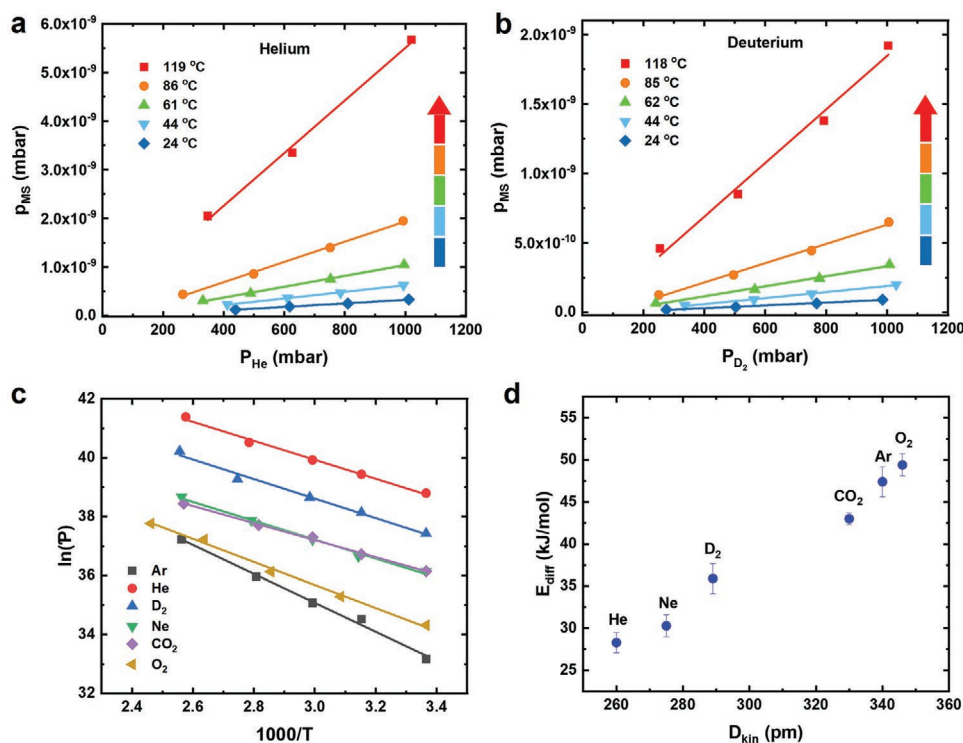 a
Helium
119 °C
86 °C
61 °C
44 °C
24 °C
6.0x10⁻⁹
5.0x10⁻⁹
4.0x10⁻⁹
3.0x10⁻⁹
2.0x10⁻⁹
1.0x10⁻⁹
0.0
pMS (mbar)
0 200 400 600 800 1000 1200
PHe (mbar)
b
Deuterium
118 °C
85 °C
62 °C
44 °C
24 °C
2.0x10⁻⁹
1.5x10⁻⁹
1.0x10⁻⁹
5.0x10⁻¹⁰
0.0
pMS (mbar)
0 200 400 600 800 1000 1200
PD₂ (mbar)
c
42
41
40
38
36
34
32
ln(P)
Ar
He
D₂
Ne
CO₂
O₂
2.4 2.6 2.8 3.0 3.2 3.4
1000/T
d
55
50
45
40
35
30
25
Ediff (kJ/mol)
He
Ne
D₂
CO₂
Ar
O₂
260 280 300 320 340 360
Dkin (pm)